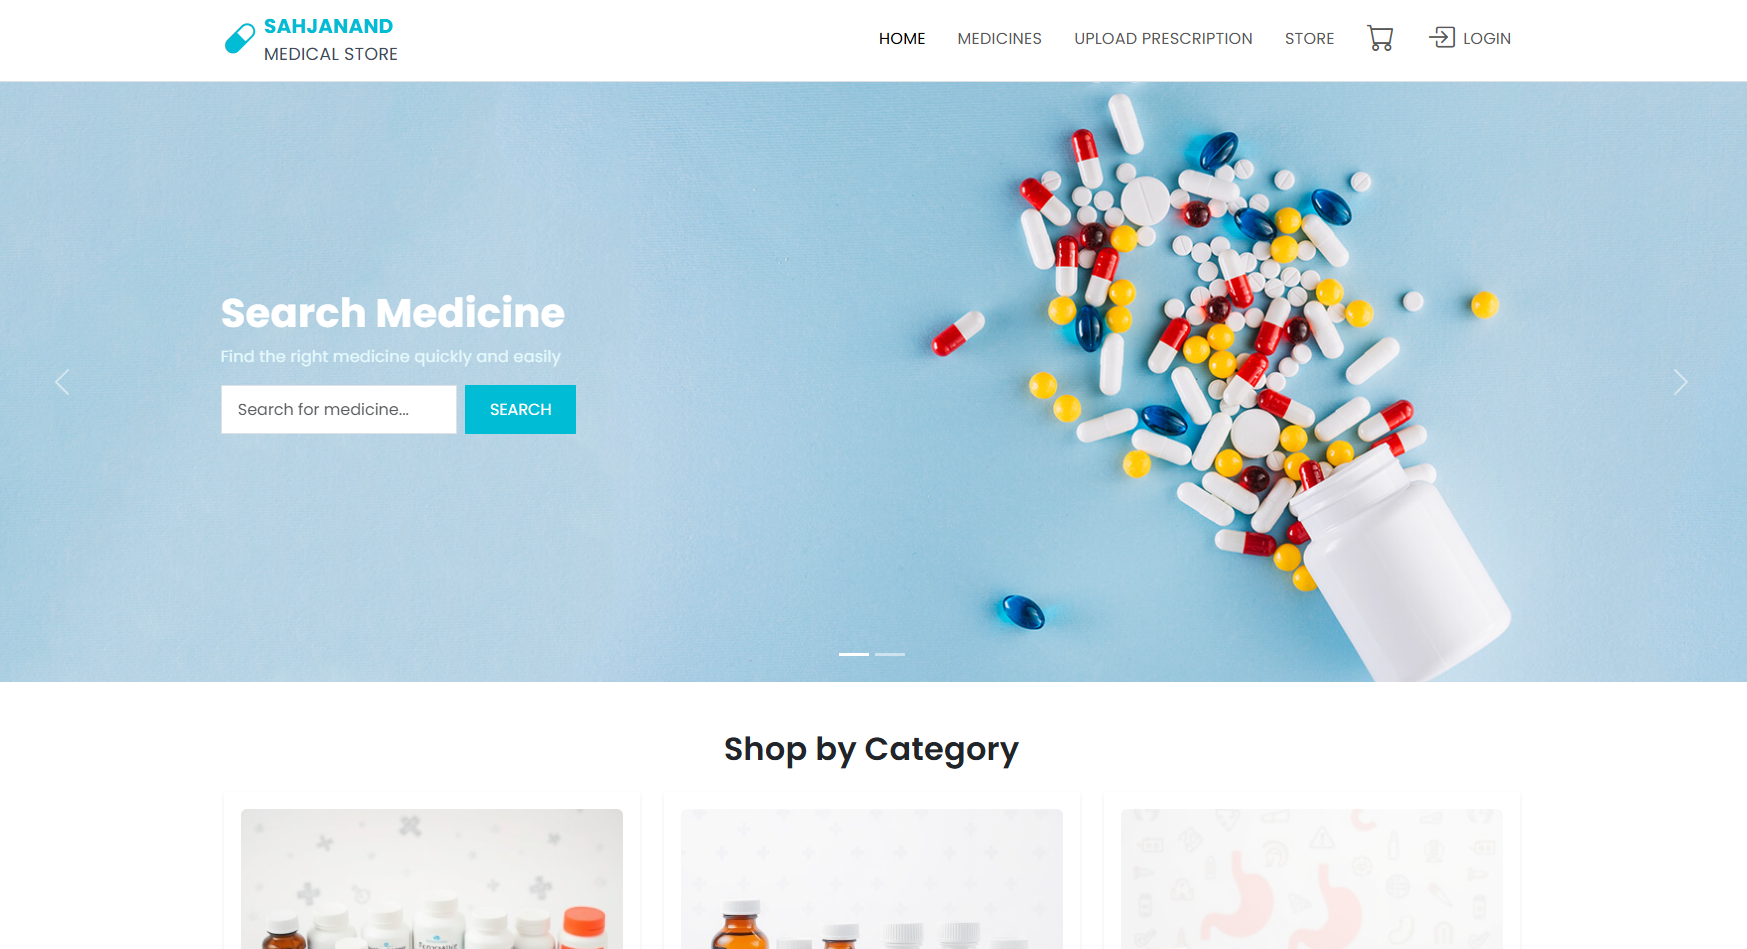 SAHJANAND
MEDICAL STORE
HOME
MEDICINES
UPLOAD PRESCRIPTION
STORE
LOGIN
Search Medicine
Find the right medicine quickly and easily
Search for medicine...
SEARCH
Shop by Category